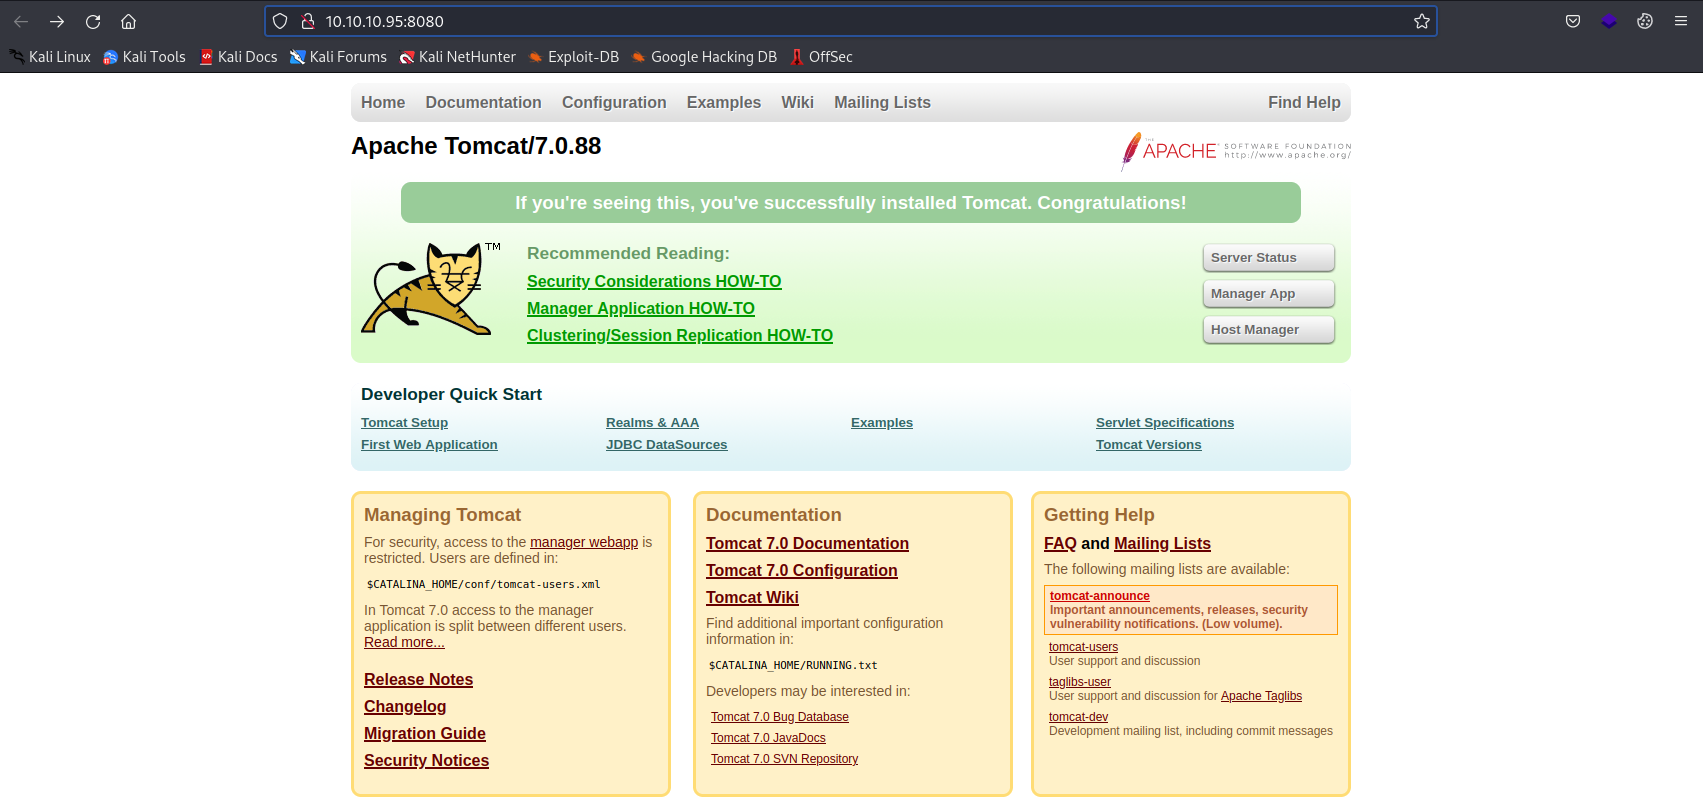 10.10.10.95:8080
Kali Linux Kali Tools Kali Docs Kali Forums Kali NetHunter Exploit-DB Google Hacking DB OffSec
Home Documentation Configuration Examples Wiki Mailing Lists Find Help
Apache Tomcat/7.0.88
THE
APACHE® SOFTWARE FOUNDATION
http://www.apache.org/
If you're seeing this, you've successfully installed Tomcat. Congratulations!
TM
Recommended Reading:
Security Considerations HOW-TO
Manager Application HOW-TO
Clustering/Session Replication HOW-TO
Server Status
Manager App
Host Manager
Developer Quick Start
Tomcat Setup
First Web Application
Realms & AAA
JDBC DataSources
Examples
Servlet Specifications
Tomcat Versions
Managing Tomcat
For security, access to the manager webapp is
restricted. Users are defined in:
$CATALINA_HOME/conf/tomcat-users.xml
In Tomcat 7.0 access to the manager
application is split between different users.
Read more...
Release Notes
Changelog
Migration Guide
Security Notices
Documentation
Tomcat 7.0 Documentation
Tomcat 7.0 Configuration
Tomcat Wiki
Find additional important configuration
information in:
$CATALINA_HOME/RUNNING.txt
Developers may be interested in:
Tomcat 7.0 Bug Database
Tomcat 7.0 JavaDocs
Tomcat 7.0 SVN Repository
Getting Help
FAQ and Mailing Lists
The following mailing lists are available:
tomcat-announce
Important announcements, releases, security
vulnerability notifications. (Low volume).
tomcat-users
User support and discussion
taglibs-user
User support and discussion for Apache Taglibs
tomcat-dev
Development mailing list, including commit messages